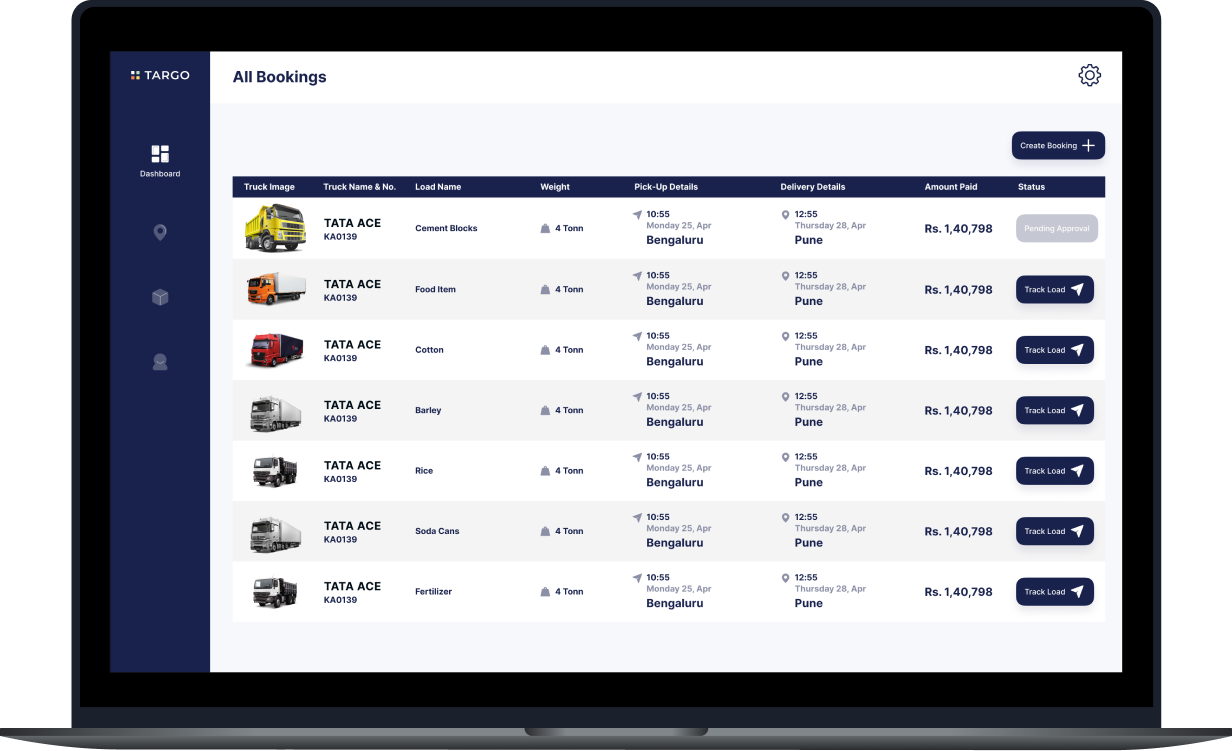 TARGO
All Bookings
Dashboard
Create Booking
Truck Image Truck Name & No. Load Name Weight Pick-Up Details Delivery Details Amount Paid Status
TATA ACE
KA0139
Cement Blocks
4 Tonn
10:55
Monday 25, Apr
Bengaluru
12:55
Thursday 28, Apr
Pune
Rs. 1,40,798
Pending Approval
TATA ACE
KA0139
Food Item
4 Tonn
10:55
Monday 25, Apr
Bengaluru
12:55
Thursday 28, Apr
Pune
Rs. 1,40,798
Track Load
TATA ACE
KA0139
Cotton
4 Tonn
10:55
Monday 25, Apr
Bengaluru
12:55
Thursday 28, Apr
Pune
Rs. 1,40,798
Track Load
TATA ACE
KA0139
Barley
4 Tonn
10:55
Monday 25, Apr
Bengaluru
12:55
Thursday 28, Apr
Pune
Rs. 1,40,798
Track Load
TATA ACE
KA0139
Rice
4 Tonn
10:55
Monday 25, Apr
Bengaluru
12:55
Thursday 28, Apr
Pune
Rs. 1,40,798
Track Load
TATA ACE
KA0139
Soda Cans
4 Tonn
10:55
Monday 25, Apr
Bengaluru
12:55
Thursday 28, Apr
Pune
Rs. 1,40,798
Track Load
TATA ACE
KA0139
Fertilizer
4 Tonn
10:55
Monday 25, Apr
Bengaluru
12:55
Thursday 28, Apr
Pune
Rs. 1,40,798
Track Load